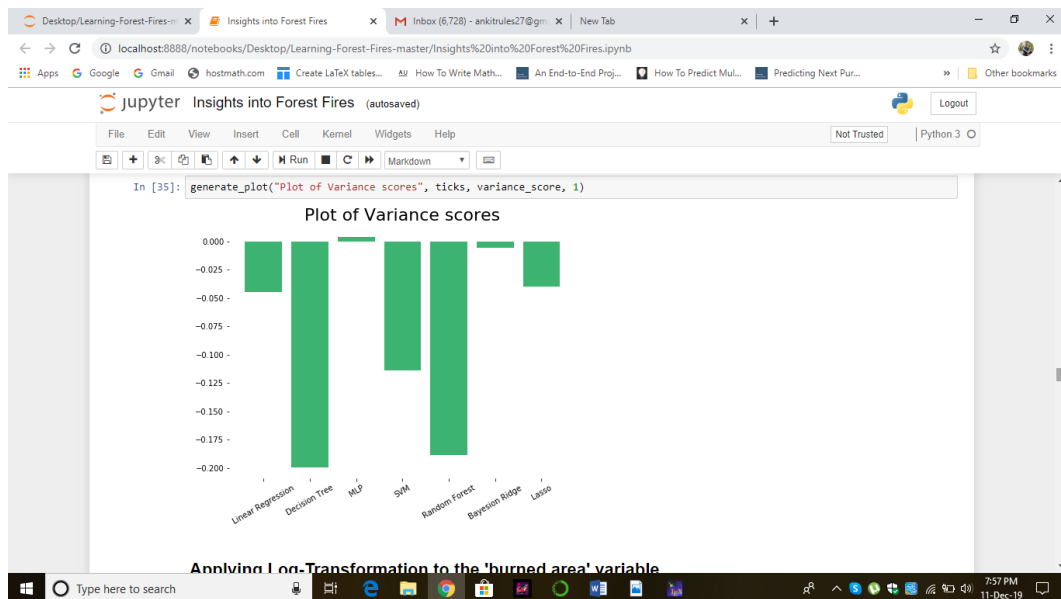 Desktop/Learning-Forest-Fires-m
Insights into Forest Fires
Inbox (6,728) - ankitrules27@gm
New Tab
localhost:8888/notebooks/Desktop/Learning-Forest-Fires-master/Insights%20into%20Forest%20Fires.ipynb
Apps
Google
Gmail
hostmath.com
Create LaTeX tables...
How To Write Math...
An End-to-End Proj...
How To Predict Mul...
Predicting Next Pur...
»
Other bookmarks
jupyter Insights into Forest Fires (autosaved)
Logout
File Edit View Insert Cell Kernel Widgets Help
Not Trusted
Python 3
Run
Markdown
In [35]: generate_plot("Plot of Variance scores", ticks, variance_score, 1)
Plot of Variance scores
0.000
−0.025
−0.050
−0.075
−0.100
−0.125
−0.150
−0.175
−0.200
Linear Regression
Decision Tree
MLP
SVM
Random Forest
Bayesion Ridge
Lasso
Applying Log-Transformation to the 'burned area' variable
Type here to search
7:57 PM
11-Dec-19